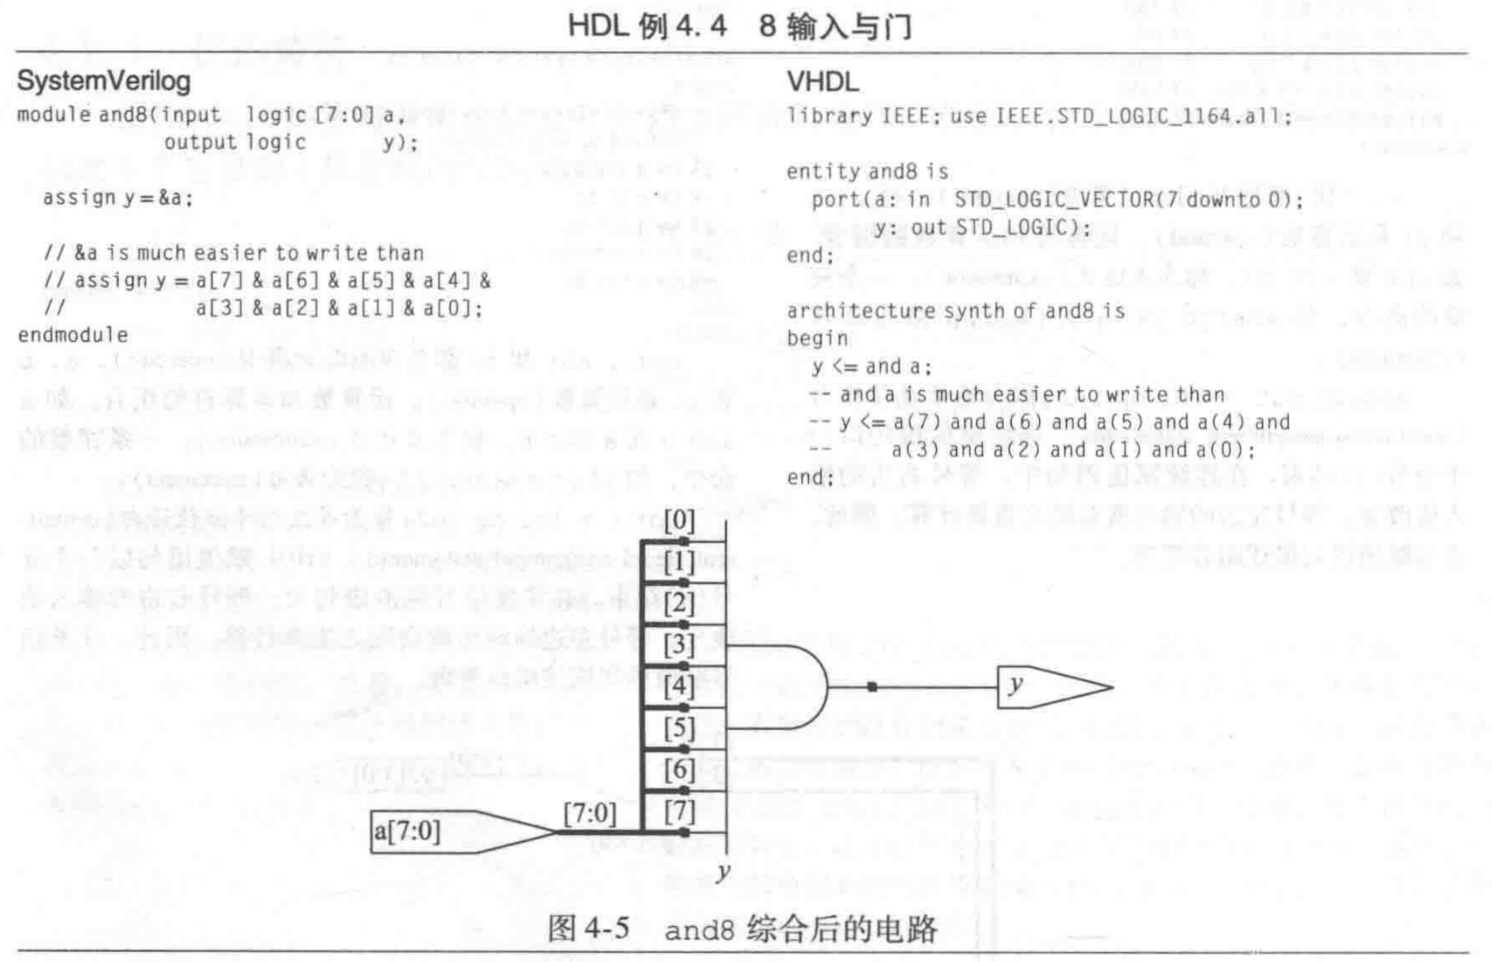 HDL 例 4.4 8 输入与门
SystemVerilog
module and8(input logic [7:0] a,
output logic y);
assign y = &a;
// &a is much easier to write than
// assign y = a[7] & a[6] & a[5] & a[4] &
// a[3] & a[2] & a[1] & a[0];
endmodule
VHDL
library IEEE; use IEEE.STD_LOGIC_1164.all;
entity and8 is
port(a: in STD_LOGIC_VECTOR(7 downto 0);
y: out STD_LOGIC);
end;
architecture synth of and8 is
begin
y <= and a;
-- and a is much easier to write than
-- y <= a(7) and a(6) and a(5) and a(4) and
-- a(3) and a(2) and a(1) and a(0);
end;
[0]
[1]
[2]
[3]
[4]
[5]
[6]
[7]
a[7:0]
[7:0]
y
y
图 4-5 and8 综合后的电路